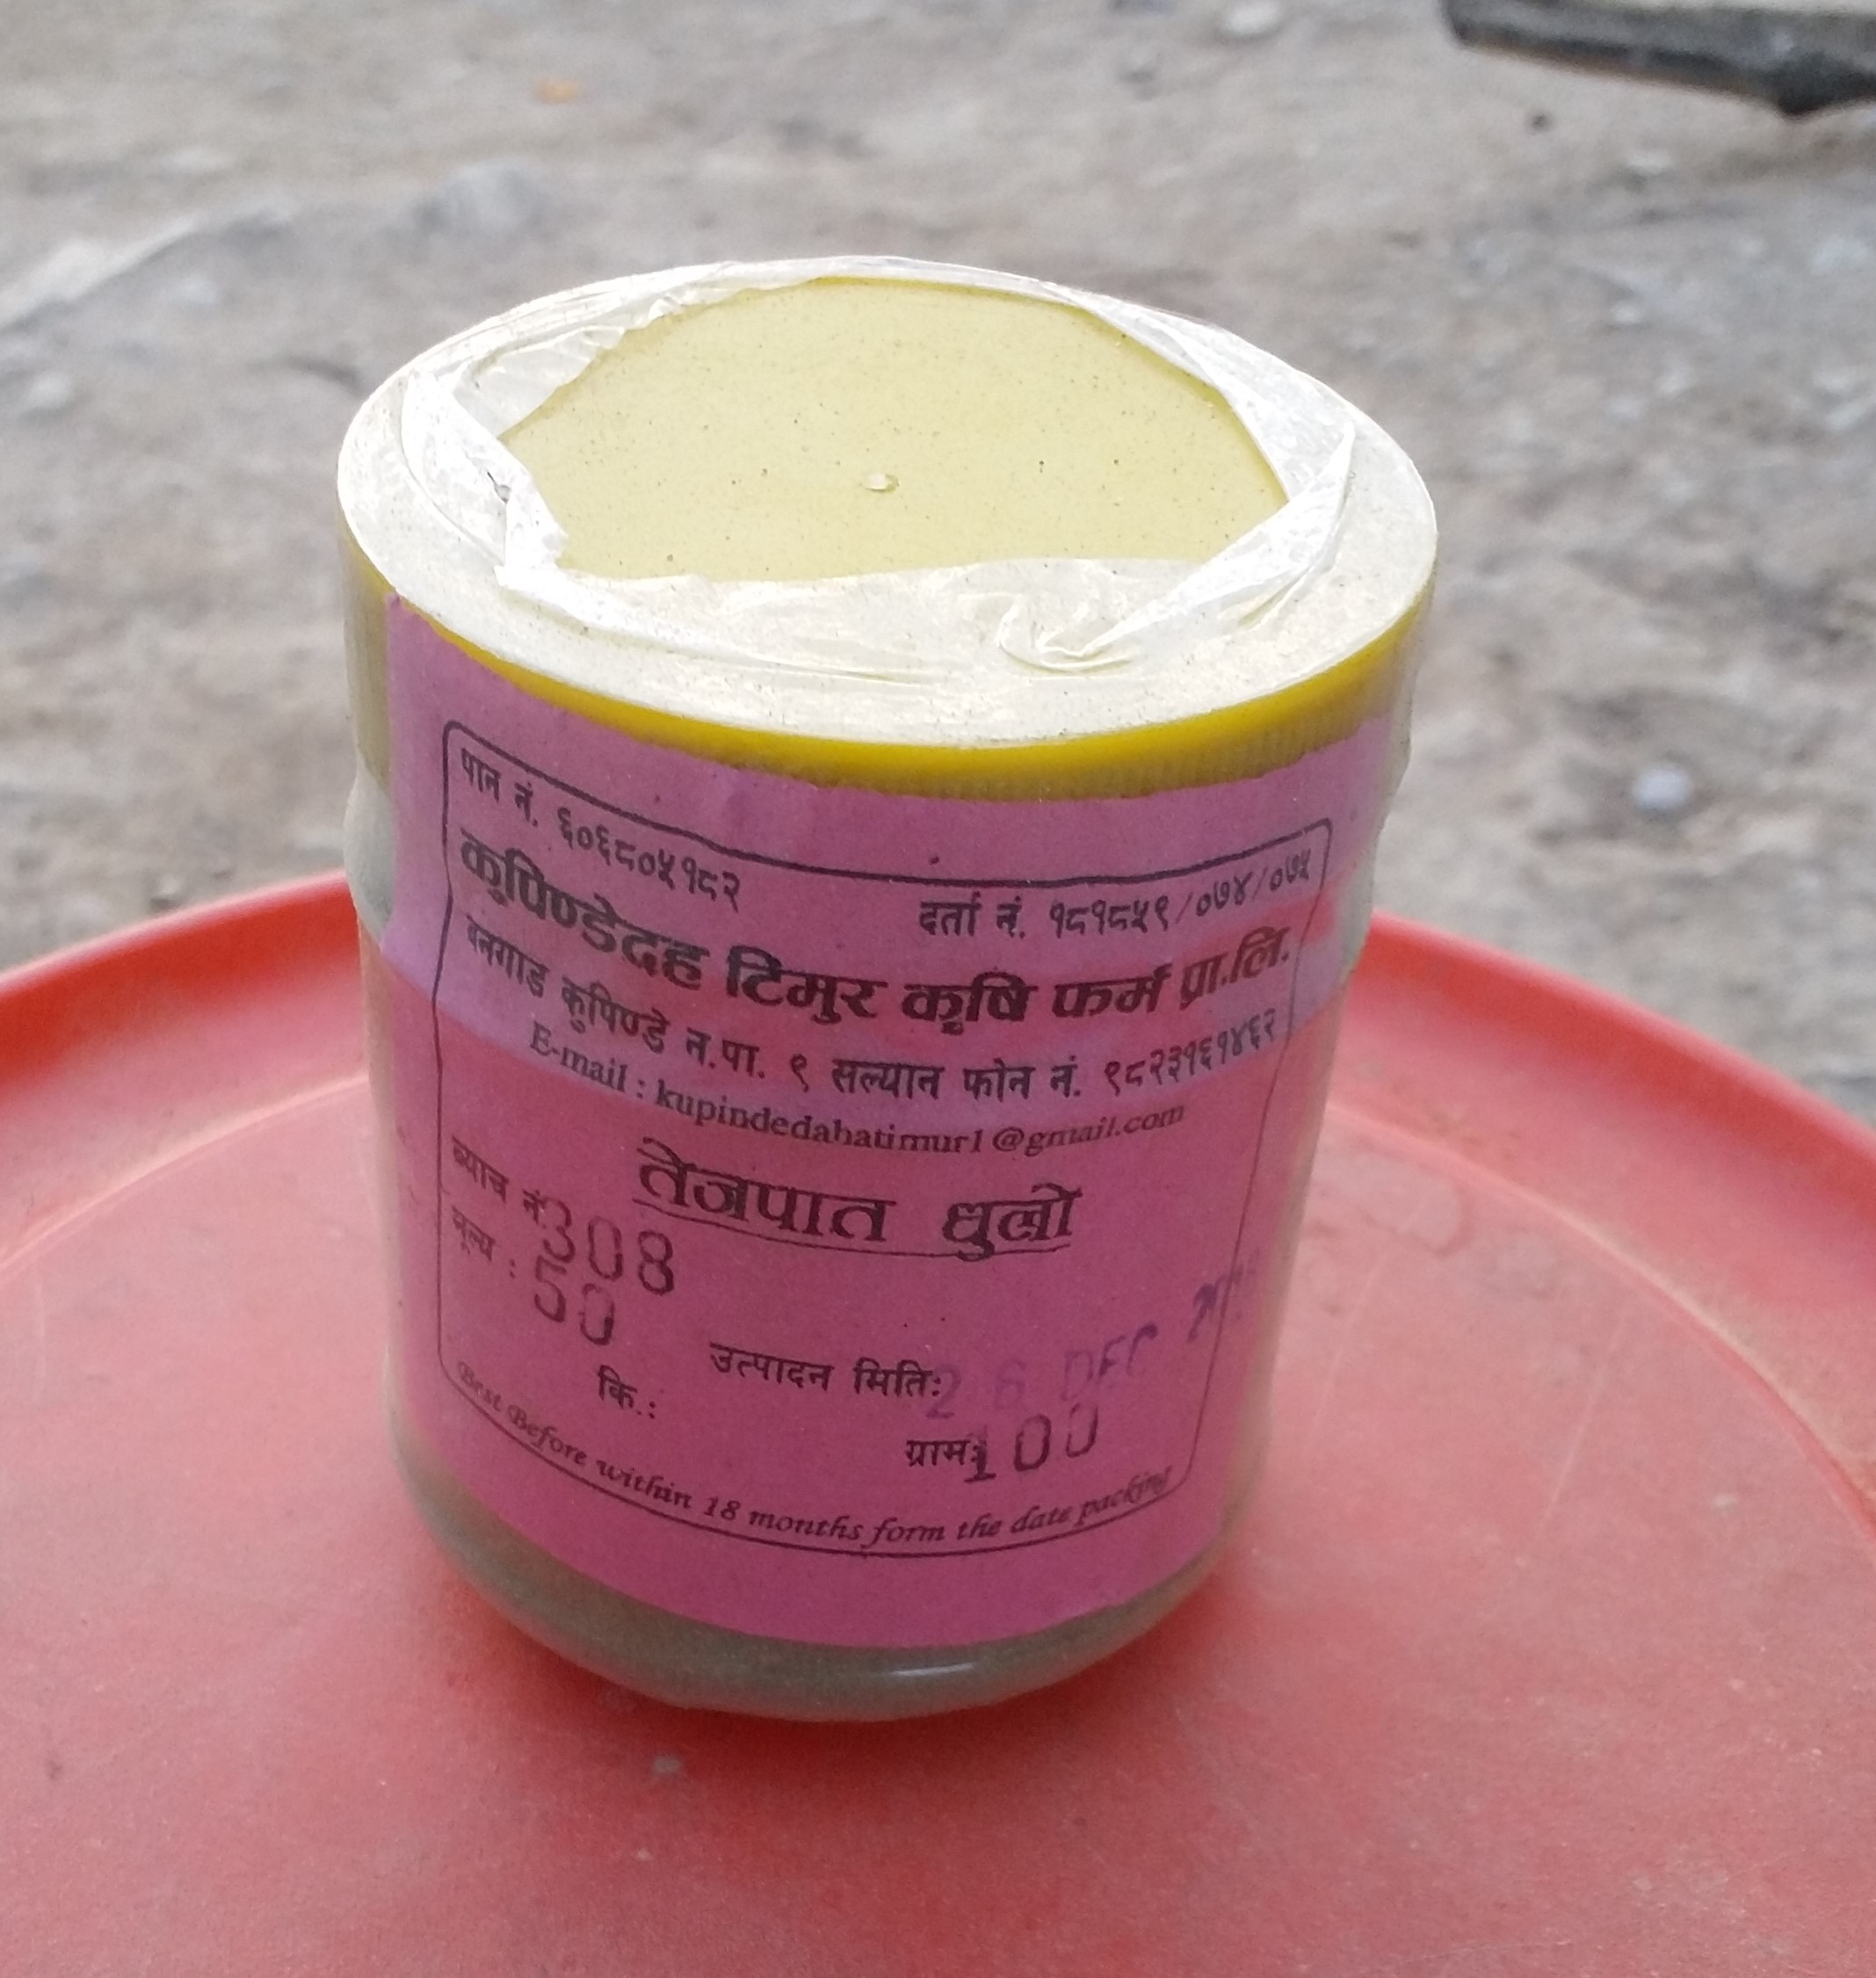 पान नं. ६०६८०५१८२
दर्ता नं. १८१८५९/०७४/०७५
कुपिण्डेदह टिमुर कृषि फर्म प्रा.लि.
बनगाड कुपिण्डे न.पा. ९ सल्यान फोन नं. ९८२३१६१४६२
E-mail : kupindedahatimur1@gmail.com
तेजपात धुलो
ब्याच नं 308
मूल्य : 50
उत्पादन मिति: 26 DEC
कि.:
ग्राम: 100
Best Before within 18 months form the date packing